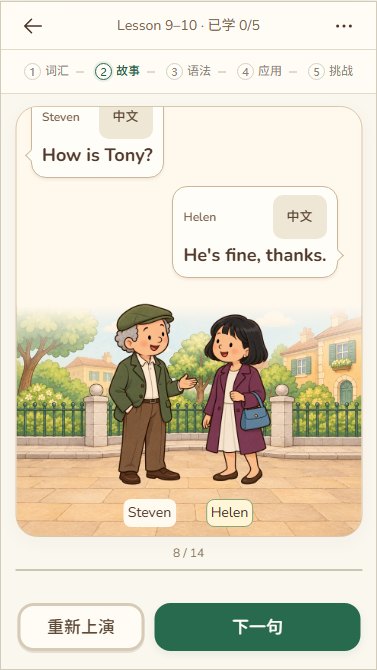 Lesson 9–10 · 已学 0/5
1 词汇 2 故事 3 语法 4 应用 5 挑战
Steven 中文
How is Tony?
Helen 中文
He's fine, thanks.
Steven Helen
8 / 14
重新上演 下一句